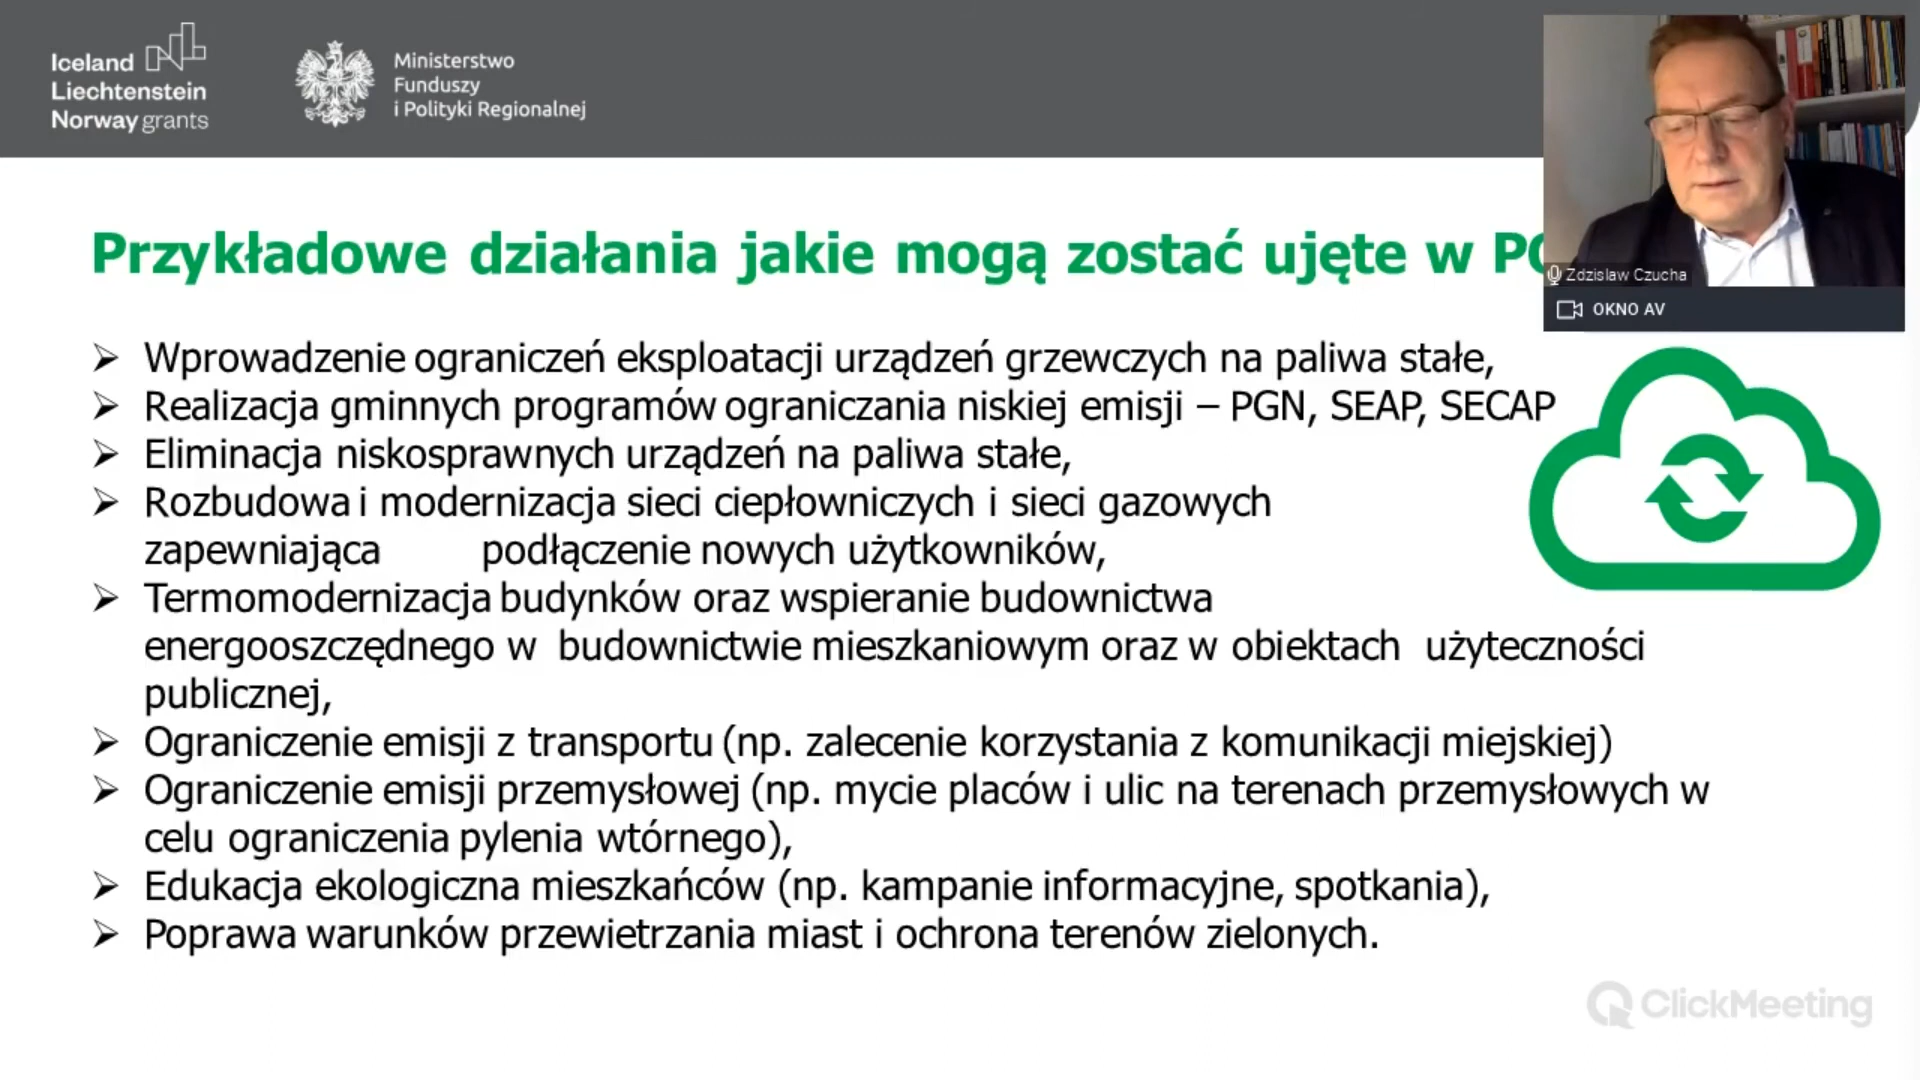 Iceland
Liechtenstein
Norway grants
Ministerstwo
Funduszy
i Polityki Regionalnej
Przykładowe działania jakie mogą zostać ujęte w
Zdzislaw Czucha
OKNO AV
Wprowadzenie ograniczeń eksploatacji urządzeń grzewczych na paliwa stałe,
Realizacja gminnych programów ograniczania niskiej emisji – PGN, SEAP, SECAP
Eliminacja niskosprawnych urządzeń na paliwa stałe,
Rozbudowa i modernizacja sieci ciepłowniczych i sieci gazowych
zapewniająca podłączenie nowych użytkowników,
Termomodernizacja budynków oraz wspieranie budownictwa
energooszczędnego w budownictwie mieszkaniowym oraz w obiektach użyteczności
publicznej,
Ograniczenie emisji z transportu (np. zalecenie korzystania z komunikacji miejskiej)
Ograniczenie emisji przemysłowej (np. mycie placów i ulic na terenach przemysłowych w
celu ograniczenia pylenia wtórnego),
Edukacja ekologiczna mieszkańców (np. kampanie informacyjne, spotkania),
Poprawa warunków przewietrzania miast i ochrona terenów zielonych.
ClickMeeting